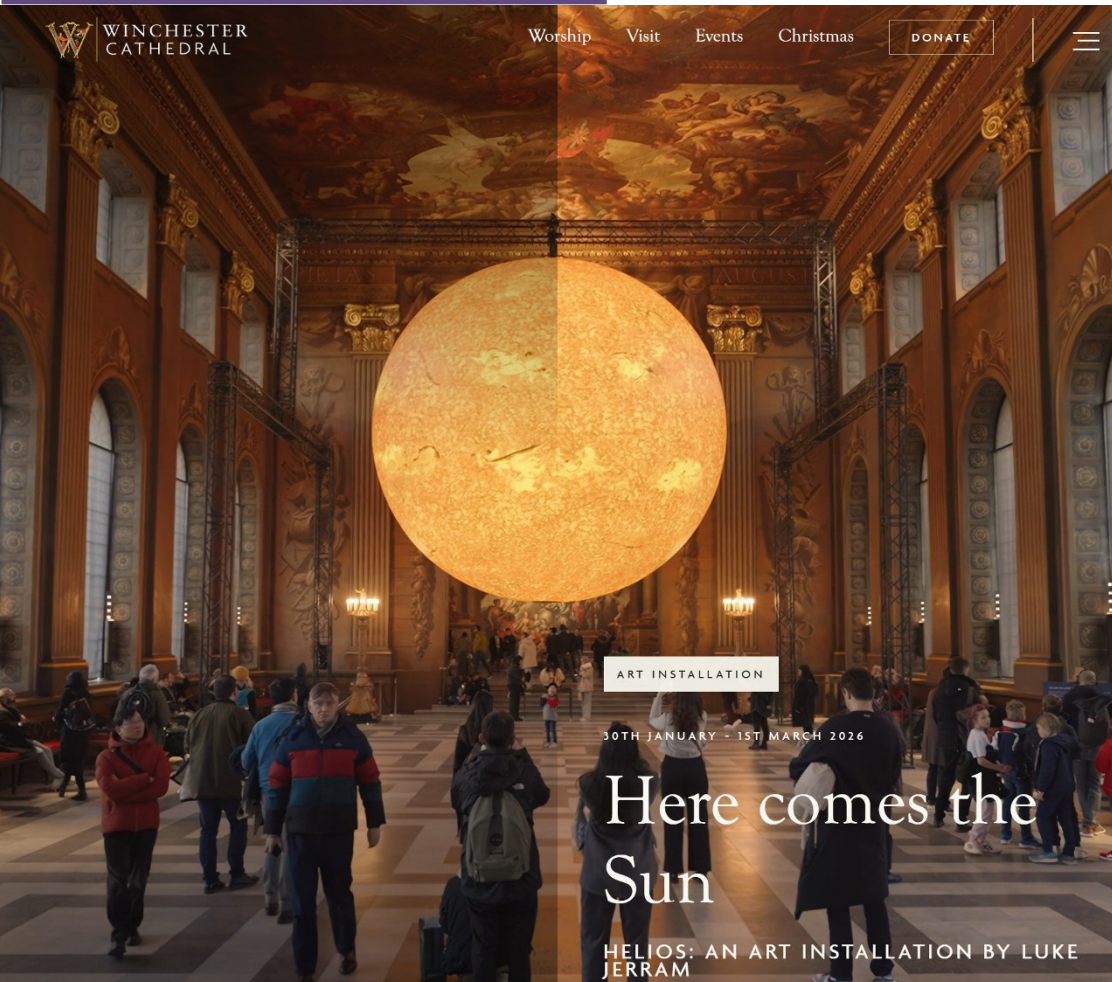 WINCHESTER
CATHEDRAL
Worship Visit Events Christmas DONATE
ART INSTALLATION
30TH JANUARY - 1ST MARCH 2026
Here comes the
Sun
HELIOS: AN ART INSTALLATION BY LUKE
JERRAM